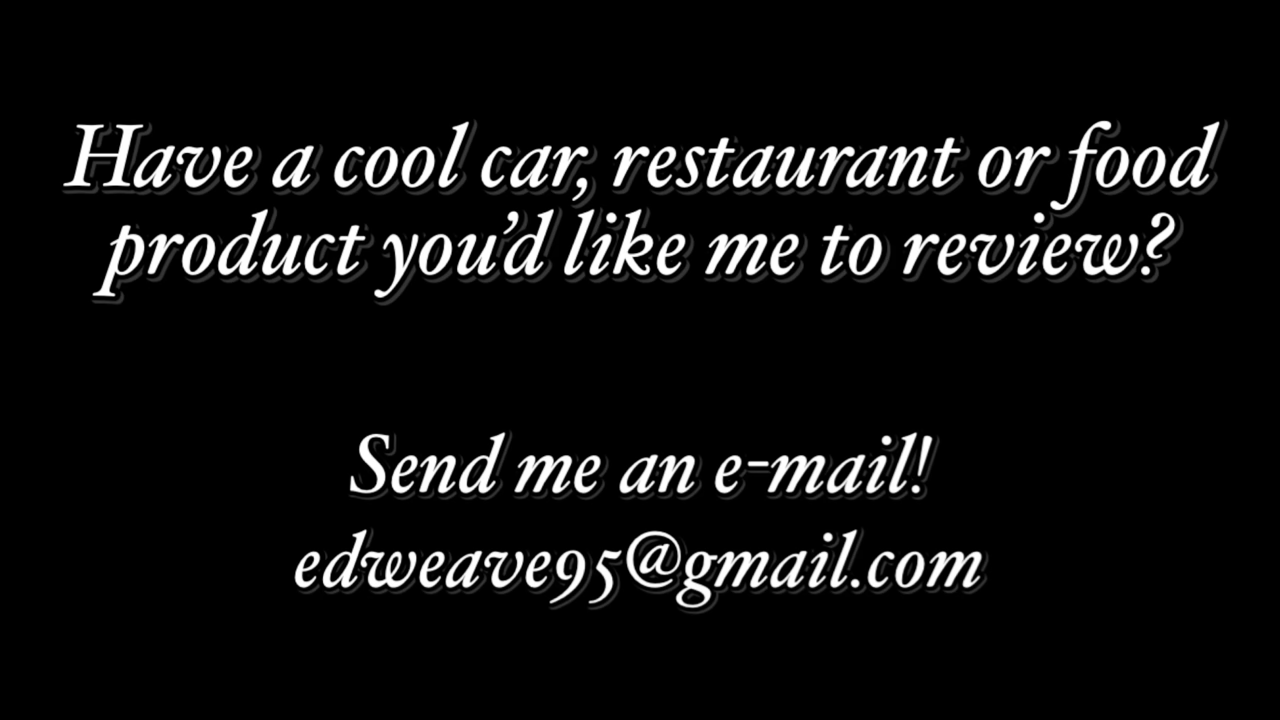 Have a cool car, restaurant or food
product you’d like me to review?
Send me an e-mail!
edweave95@gmail.com